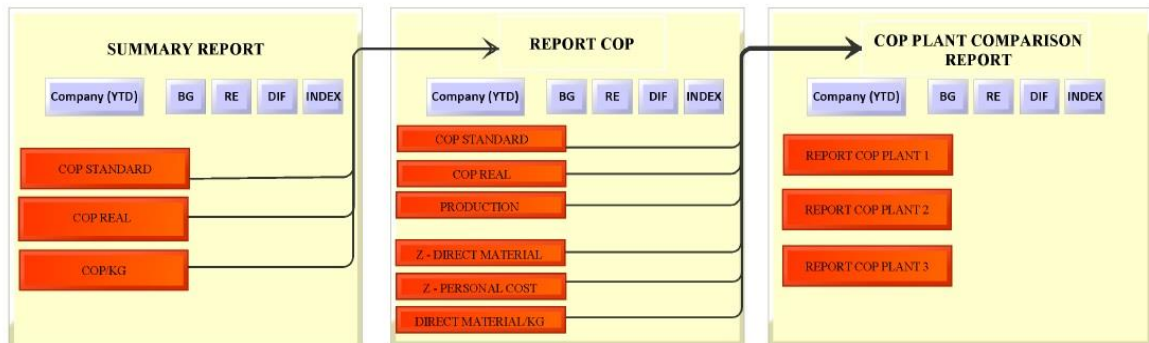 SUMMARY REPORT
Company (YTD) BG RE DIF INDEX
COP STANDARD
COP REAL
COP/KG
REPORT COP
Company (YTD) BG RE DIF INDEX
COP STANDARD
COP REAL
PRODUCTION
Z - DIRECT MATERIAL
Z - PERSONAL COST
DIRECT MATERIAL/KG
COP PLANT COMPARISON
REPORT
Company (YTD) BG RE DIF INDEX
REPORT COP PLANT 1
REPORT COP PLANT 2
REPORT COP PLANT 3